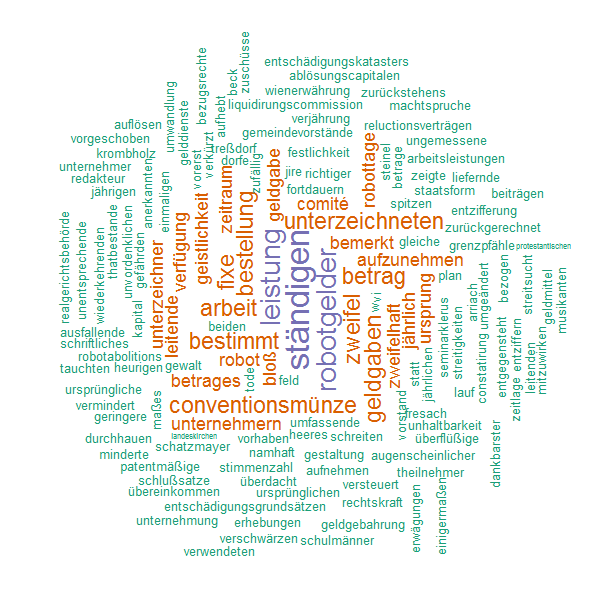 entschädigungskatasters
ablösungscapitalen
wienerwährung
zurückstehens
liquidirungscommission
machtspruche
zuschüsse
beck
bezugsrechte
aufhebt
umwandlung
gelddienste
verkürzt
vorerst
auflösen
vorgeschoben
krombholz
unternehmer
redakteur
jährigen
anerkannten
einmaligen
treßdorf
dorfe
zufällig
verjährung
gemeindevorstände
festlichkeit
jire
richtiger
fortdauern
reluctionsverträgen
ungemessene
arbeitsleistungen
steinel
betrage
zeigte
liefernde
staatsform
beiträgen
spitzen
entzifferung
zurückgerechnet
gleiche
grenzpfähle
protestantischen
robottage
geldgabe
zeitraum
comité
unterzeichneten
bemerkt
aufzunehmen
betrag
ursprung
jährlich
zweifelhaft
zweifel
geldgaben
robotgelder
ständigen
leistung
bestellung
fixe
geistlichkeit
verfügung
unterzeichner
leitende
arbeit
bestimmt
robot
bloß
betrages
conventionsmünze
unternehmern
realgerichtsbehörde
unentsprechende
wiederkehrenden
thatbestande
unvordenklichen
gefährden
kapital
ausfallende
schriftliches
robotabolitions
tauchten
heurigen
gewalt
beiden
todes
feld
wvi
plan
umgeändert
arriach
constatirung
streitigkeiten
seminarklerus
jährlichen
statt
bezogen
entgegensteht
entziffern
zeitlage
streitsucht
leitenden
geldmittel
mitzuwirken
musikanten
ursprüngliche
vermindert
geringere
maßes
landeskirchen
umfassende
vorstand
fresach
lauf
unhaltbarkeit
dankbarster
durchhauen
minderte
schatzmayer
vorhaben
heeres
schreiten
überflüßige
patentmäßige
schlußsatze
übereinkommen
stimmenzahl
namhaft
gestaltung
augenscheinlicher
überdacht
aufnehmen
theilnehmer
ursprünglichen
versteuert
entschädigungsgrundsätzen
rechtskraft
unternehmung
erhebungen
geldgebahrung
erwägungen
einigermaßen
verschwärzen
schulmänner
verwendeten